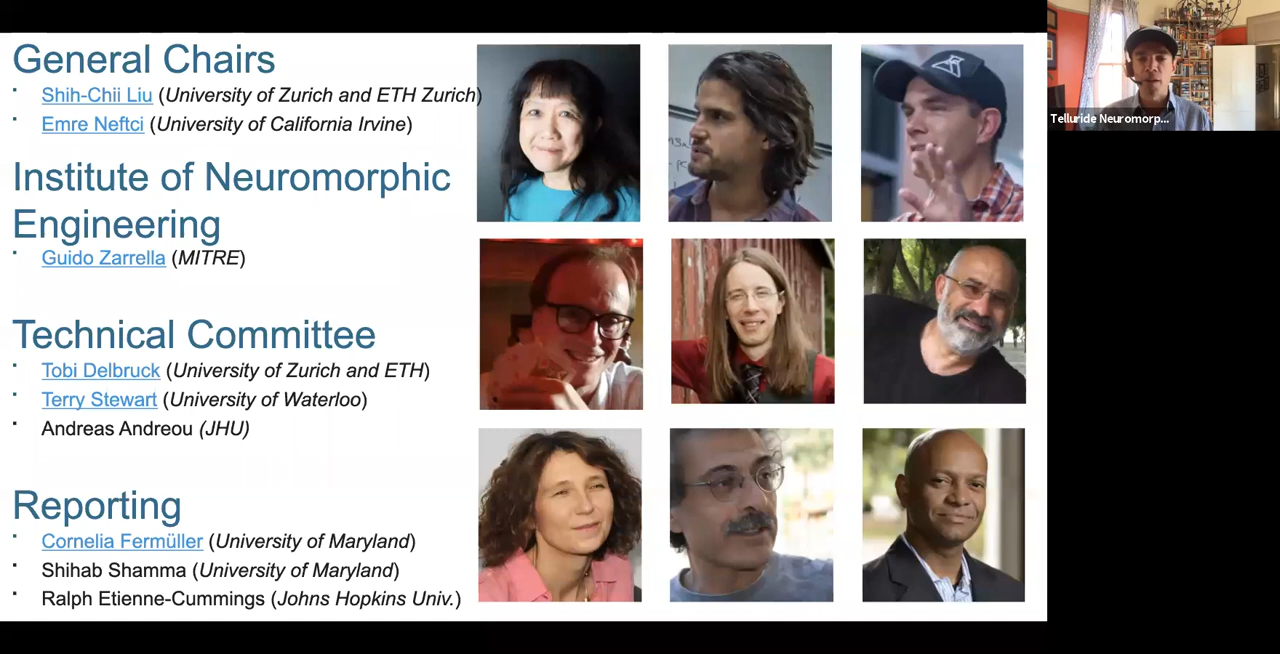 General Chairs
Shih-Chii Liu (University of Zurich and ETH Zurich)
Emre Neftci (University of California Irvine)
Institute of Neuromorphic
Engineering
Guido Zarrella (MITRE)
Technical Committee
Tobi Delbruck (University of Zurich and ETH)
Terry Stewart (University of Waterloo)
Andreas Andreou (JHU)
Reporting
Cornelia Fermüller (University of Maryland)
Shihab Shamma (University of Maryland)
Ralph Etienne-Cummings (Johns Hopkins Univ.)
Telluride Neuromorp...